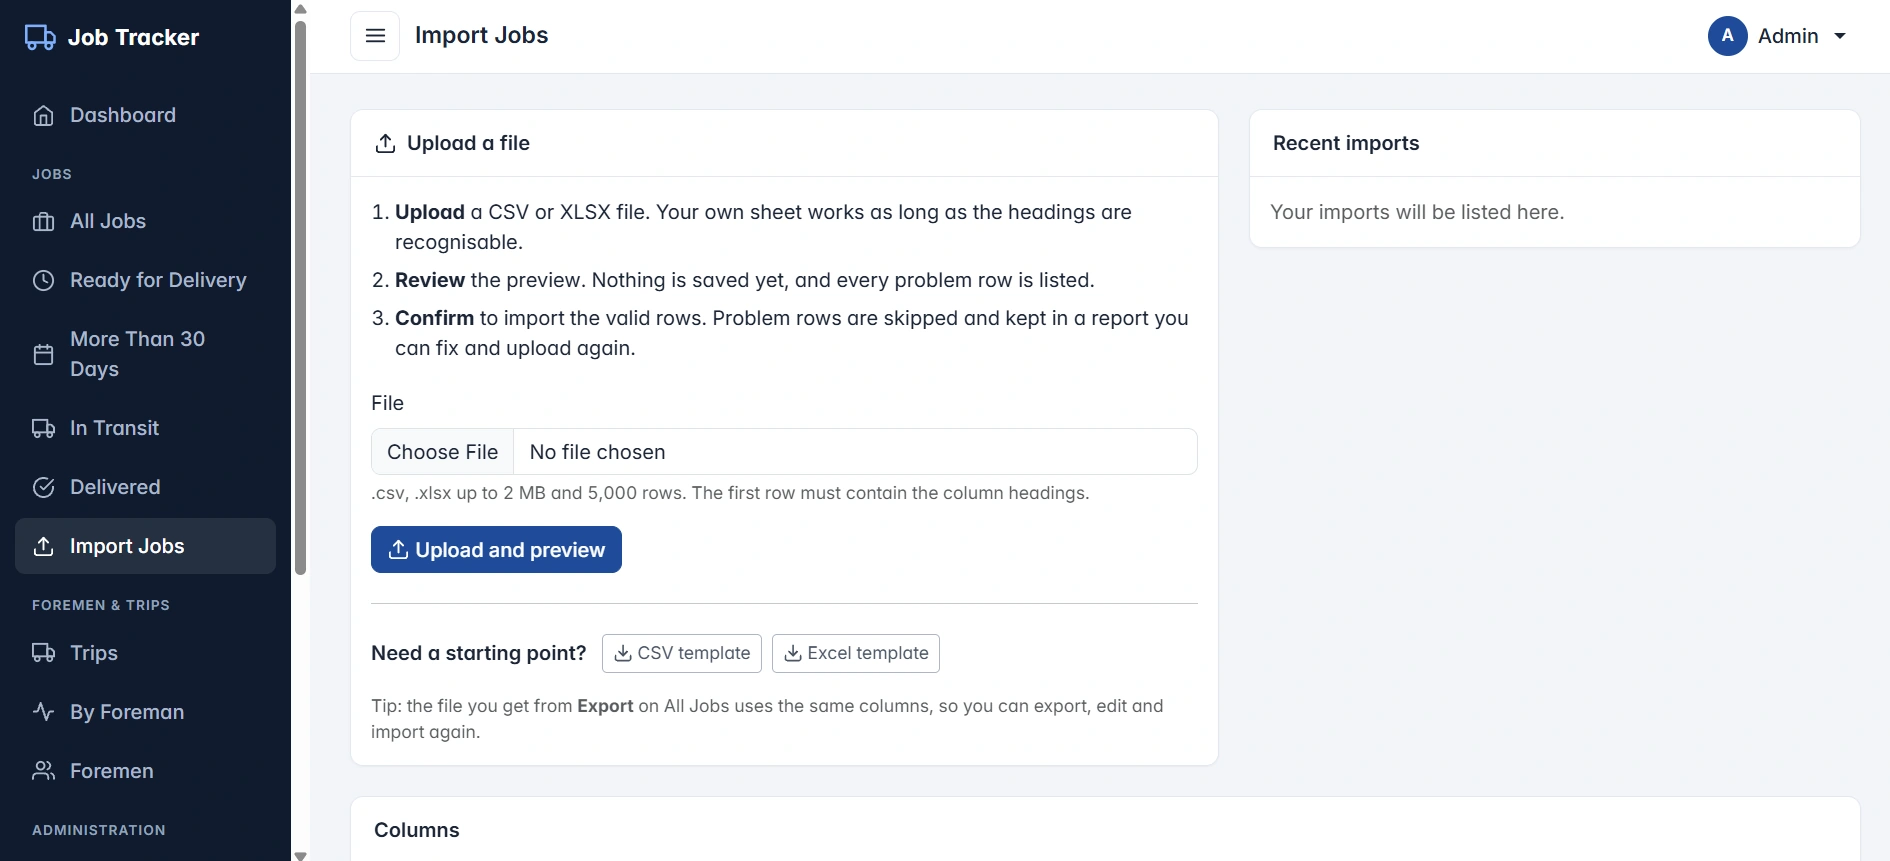 Job Tracker
Dashboard
JOBS
All Jobs
Ready for Delivery
More Than 30
Days
In Transit
Delivered
Import Jobs
FOREMEN & TRIPS
Trips
By Foreman
Foremen
ADMINISTRATION
Import Jobs
A Admin
Upload a file
1. Upload a CSV or XLSX file. Your own sheet works as long as the headings are
recognisable.
2. Review the preview. Nothing is saved yet, and every problem row is listed.
3. Confirm to import the valid rows. Problem rows are skipped and kept in a report you
can fix and upload again.
File
Choose File No file chosen
.csv, .xlsx up to 2 MB and 5,000 rows. The first row must contain the column headings.
Upload and preview
Need a starting point? CSV template Excel template
Tip: the file you get from Export on All Jobs uses the same columns, so you can export, edit and
import again.
Recent imports
Your imports will be listed here.
Columns